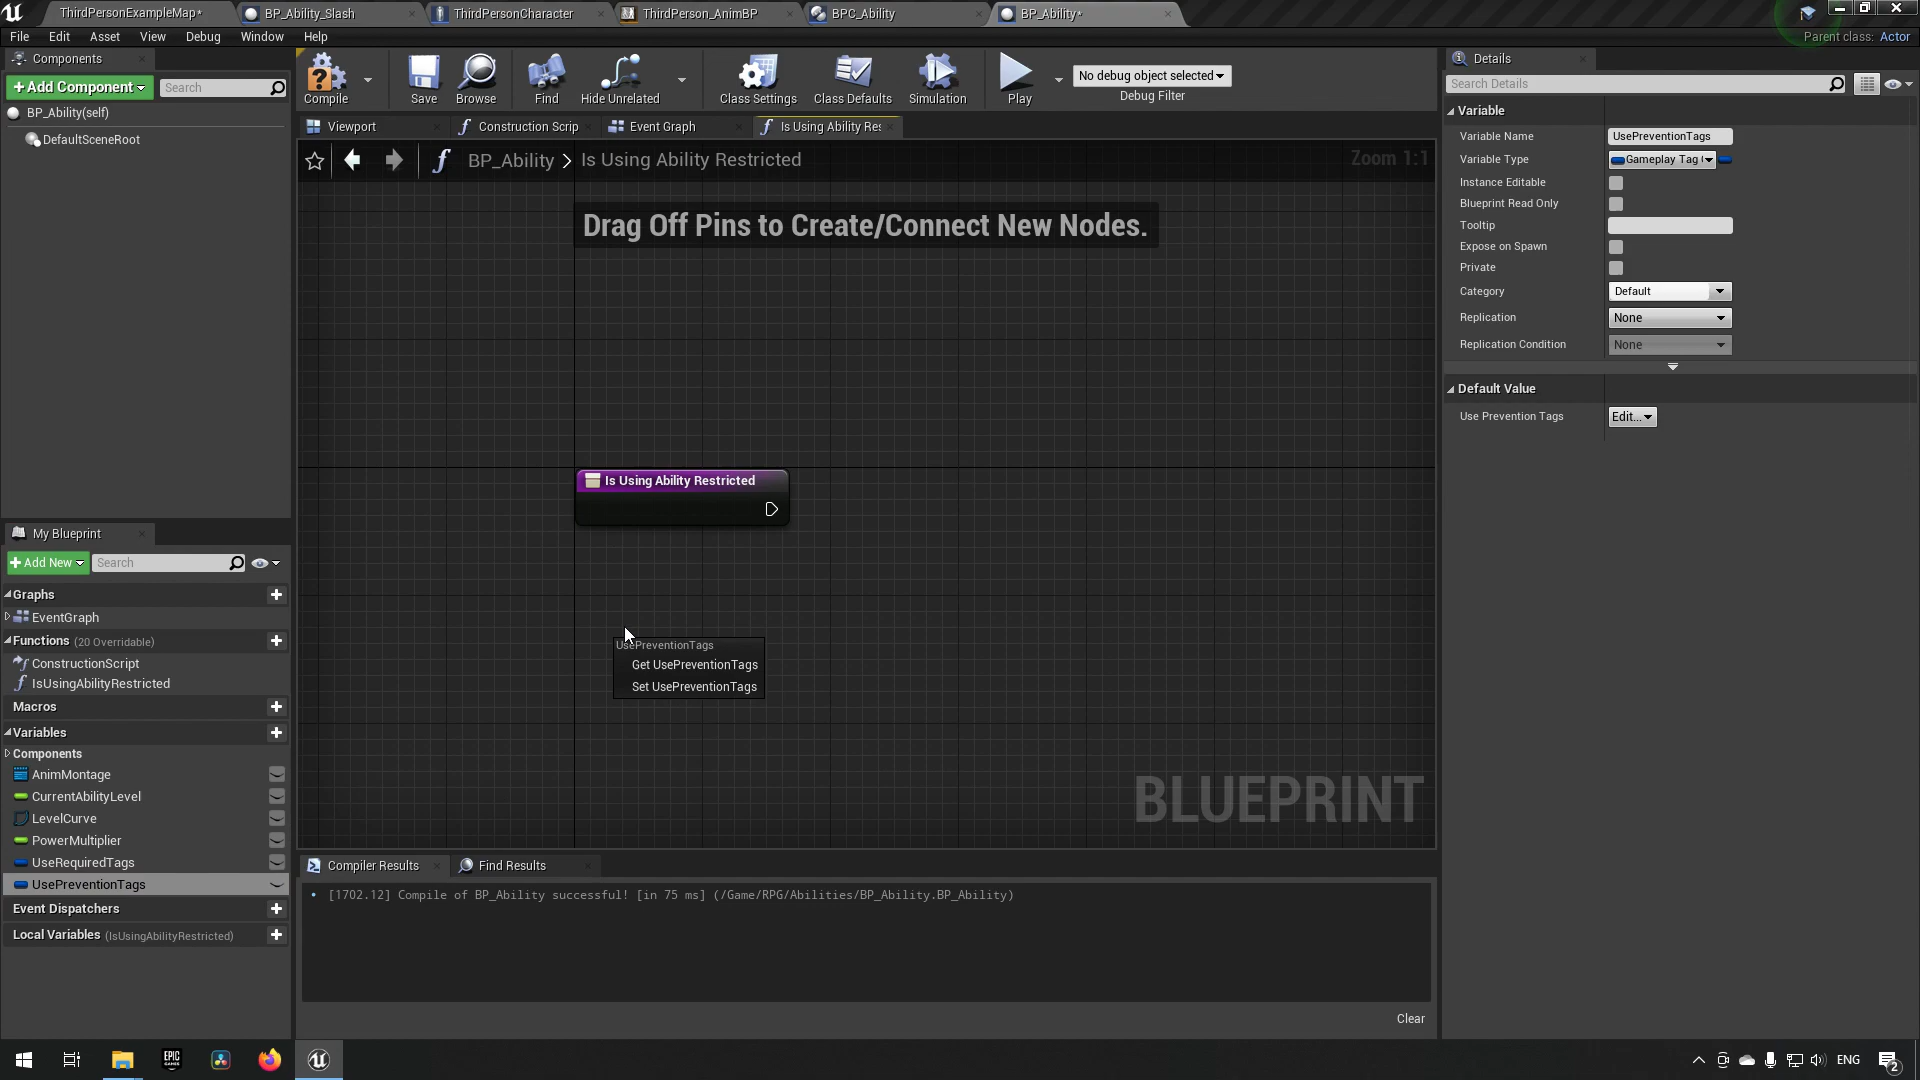 ThirdPersonExampleMap*
BP_Ability_Slash
ThirdPersonCharacter
ThirdPerson_AnimBP
BPC_Ability
BP_Ability*
File Edit Asset View Debug Window Help
Parent class: Actor
Components
+Add Component
Search
BP_Ability(self)
DefaultSceneRoot
Compile
Save
Browse
Find
Hide Unrelated
Class Settings
Class Defaults
Simulation
Play
No debug object selected
Debug Filter
Viewport
Construction Scrip
Event Graph
Is Using Ability Res
BP_Ability > Is Using Ability Restricted
Zoom 1:1
Drag Off Pins to Create/Connect New Nodes.
Is Using Ability Restricted
UsePreventionTags
Get UsePreventionTags
Set UsePreventionTags
BLUEPRINT
My Blueprint
+Add New
Search
Graphs
EventGraph
Functions (20 Overridable)
ConstructionScript
IsUsingAbilityRestricted
Macros
Variables
Components
AnimMontage
CurrentAbilityLevel
LevelCurve
PowerMultiplier
UseRequiredTags
UsePreventionTags
Event Dispatchers
Local Variables (IsUsingAbilityRestricted)
Compiler Results
Find Results
[1702.12] Compile of BP_Ability successful! [in 75 ms] (/Game/RPG/Abilities/BP_Ability.BP_Ability)
Clear
Details
Search Details
Variable
Variable Name UsePreventionTags
Variable Type Gameplay Tag
Instance Editable
Blueprint Read Only
Tooltip
Expose on Spawn
Private
Category Default
Replication None
Replication Condition None
Default Value
Use Prevention Tags Edit...
EPIC GAMES
ENG
2